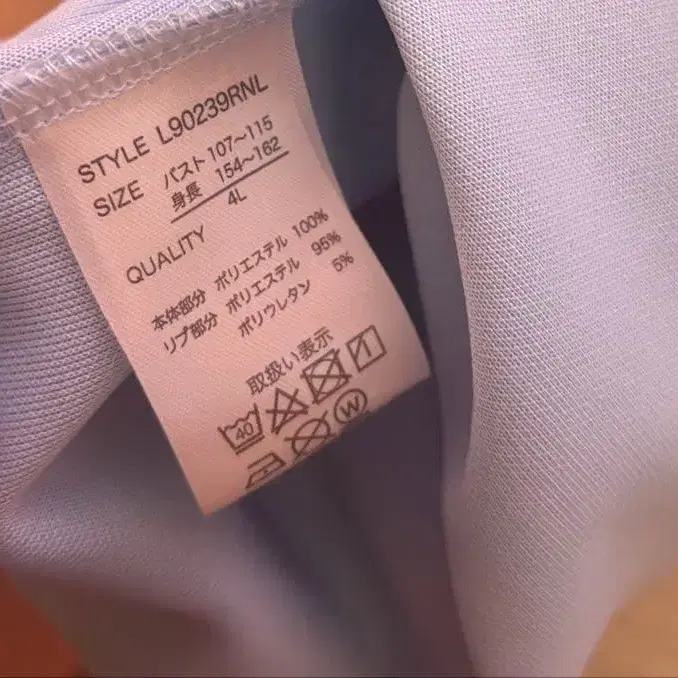 STYLE L90239RNL
SIZE バスト 107~115
身長 154~162
4L
QUALITY
本体部分 ポリエステル 100%
リブ部分 ポリエステル 95%
ポリウレタン 5%
取扱い表示
40
W